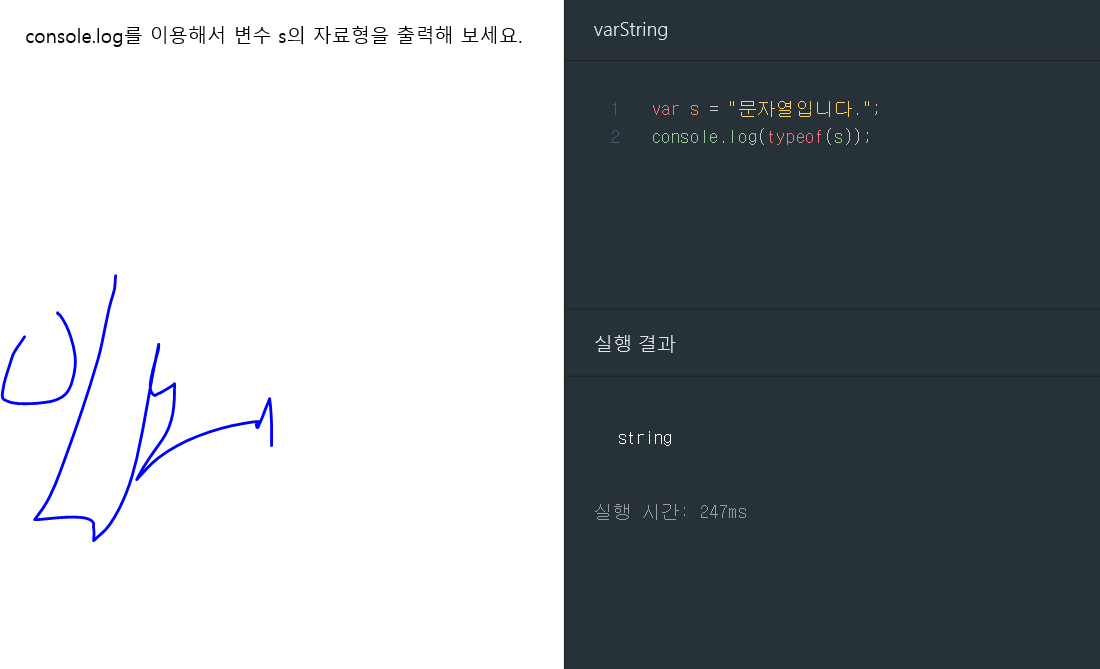 console.log를 이용해서 변수 s의 자료형을 출력해 보세요.
varString
1 var s = "문자열입니다.";
2 console.log(typeof(s));
실행 결과
string
실행 시간: 247ms